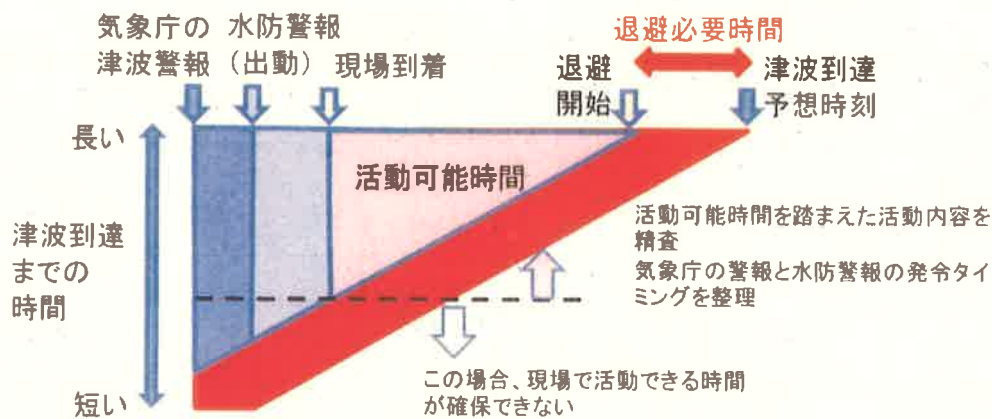 気象庁の
津波警報
水防警報
(出動)
現場到着
退避必要時間
退避
開始
津波到達
予想時刻
長い
活動可能時間
津波到達
までの
時間
活動可能時間を踏まえた活動内容を
精査
気象庁の警報と水防警報の発令タイ
ミングを整理
この場合、現場で活動できる時間
が確保できない
短い